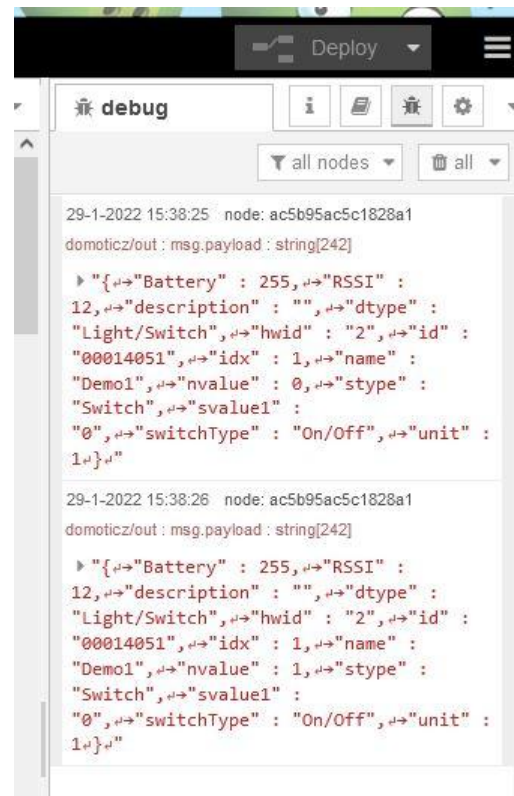 Deploy
debug
i
all nodes
all
29-1-2022 15:38:25 node: ac5b95ac5c1828a1
domoticz/out : msg.payload : string[242]
"{↵→"Battery" : 255,↵→"RSSI" :
12,↵→"description" : "",↵→"dtype" :
"Light/Switch",↵→"hwid" : "2",↵→"id" :
"00014051",↵→"idx" : 1,↵→"name" :
"Demo1",↵→"nvalue" : 0,↵→"stype" :
"Switch",↵→"svalue1" :
"0",↵→"switchType" : "On/Off",↵→"unit" :
1↵}↵"
29-1-2022 15:38:26 node: ac5b95ac5c1828a1
domoticz/out : msg.payload : string[242]
"{↵→"Battery" : 255,↵→"RSSI" :
12,↵→"description" : "",↵→"dtype" :
"Light/Switch",↵→"hwid" : "2",↵→"id" :
"00014051",↵→"idx" : 1,↵→"name" :
"Demo1",↵→"nvalue" : 1,↵→"stype" :
"Switch",↵→"svalue1" :
"0",↵→"switchType" : "On/Off",↵→"unit" :
1↵}↵"